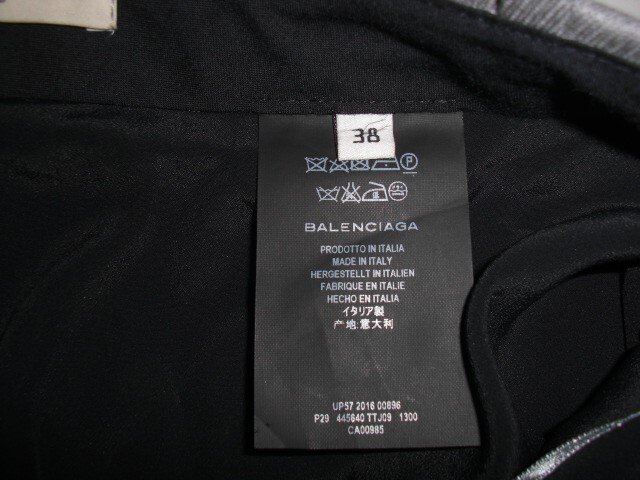 38
P
BALENCIAGA
PRODOTTO IN ITALIA
MADE IN ITALY
HERGESTELLT IN ITALIEN
FABRIQUE EN ITALIE
HECHO EN ITALIA
イタリア製
产地:意大利
UP57 2016 00896
P29 445640 TTJ09 1300
CA00985